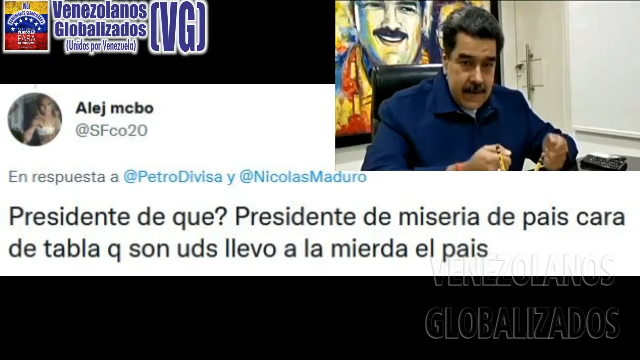 Venezolanos
Globalizados
(Unidos por Venezuela)
(VG)
Alej mcbo
@SFco20
En respuesta a @PetroDivisa y @NicolasMaduro
Presidente de que? Presidente de miseria de pais cara
de tabla q son uds llevo a la mierda el pais
VENEZOLANOS
GLOBALIZADOS